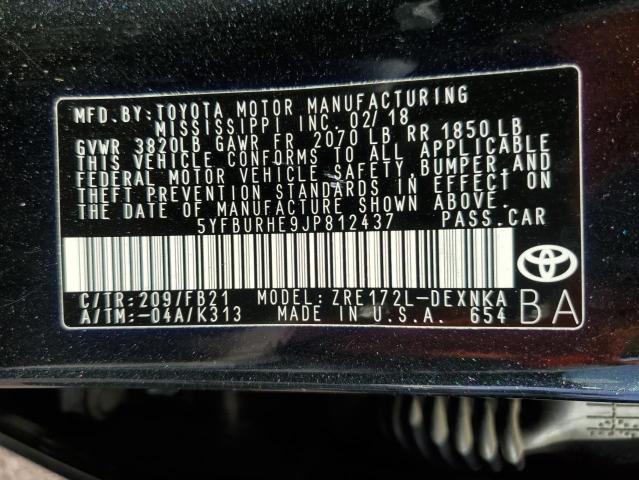 MFD.BY:TOYOTA MOTOR MANUFACTURING
MISSISSIPPI INC. 02/18
GVWR 3820LB GAWR FR 2070LB RR 1850LB
THIS VEHICLE CONFORMS TO ALL APPLICABLE
FEDERAL MOTOR VEHICLE SAFETY,BUMPER,AND
THEFT PREVENTION STANDARDS IN EFFECT ON
THE DATE OF MANUFACTURE SHOWN ABOVE.
5YFBURHE9JP812437 PASS.CAR
C/TR:209/FB21 MODEL:ZRE172L-DEXNKA
A/TM:-04A/K313 MADE IN U.S.A. 654
BA